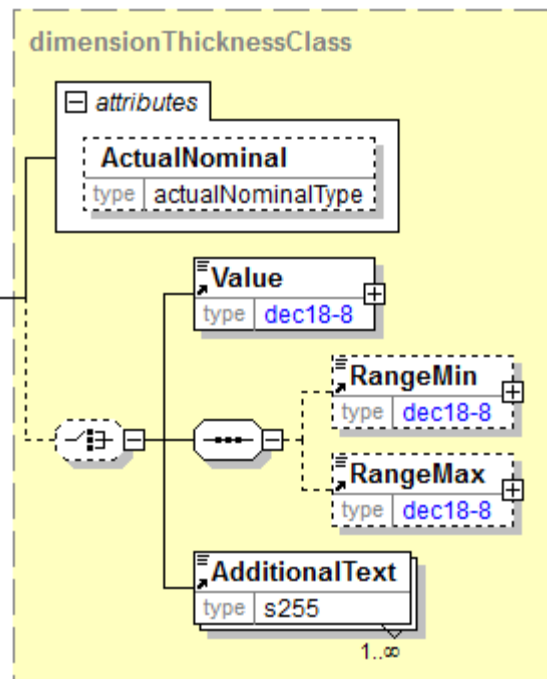 dimensionThicknessClass
attributes
ActualNominal
type actualNominalType
Value
type dec18-8
RangeMin
type dec18-8
RangeMax
type dec18-8
AdditionalText
type s255
1..∞